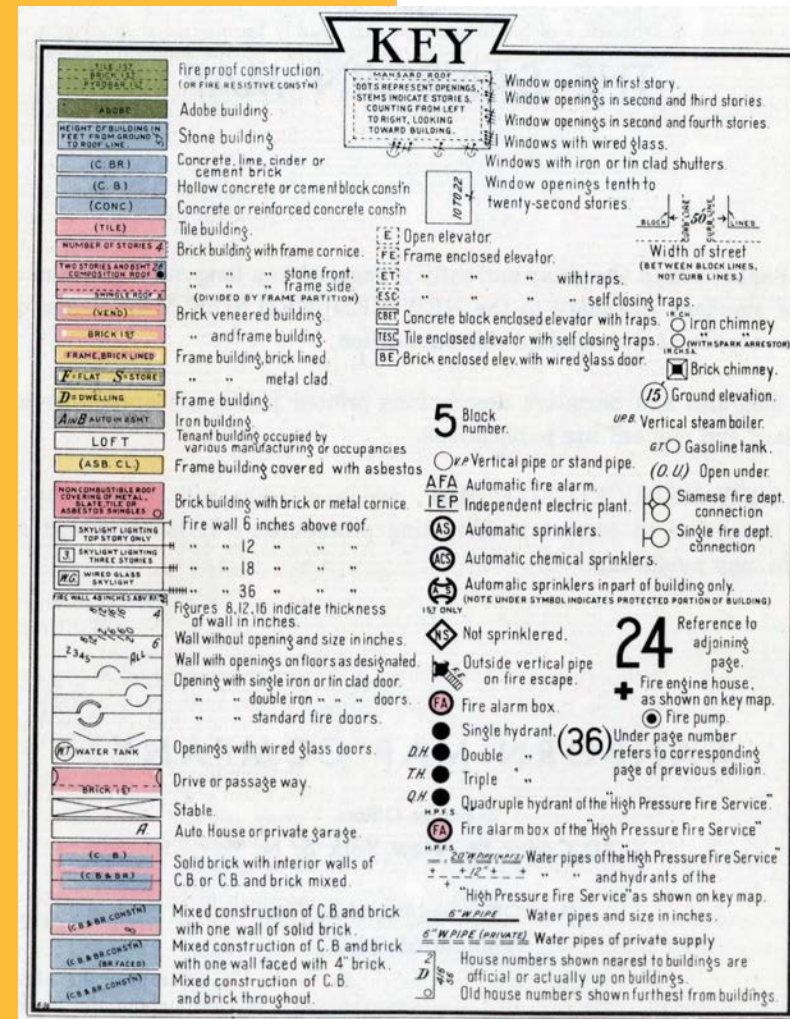 KEY
TILE 1ST
BRICK 1ST
PYROBAR 1ST
Fire proof construction.
(OR FIRE RESISTIVE CONST'N)
ADOBE
Adobe building.
HEIGHT OF BUILDING IN
FEET FROM GROUND
TO ROOF LINE
Stone building
(C. BR.)
Concrete, lime, cinder or
cement brick
(C. B.)
Hollow concrete or cement block const'n
(CONC)
Concrete or reinforced concrete const'n
(TILE)
Tile building.
NUMBER OF STORIES 4
Brick building with frame cornice.
TWO STORIES AND BSMT 2B
COMPOSITION ROOF
" " " stone front.
" " " frame side.
SHINGLE ROOF X
(DIVIDED BY FRAME PARTITION)
(VEND)
Brick veneered building.
BRICK 1ST
" and frame building.
FRAME, BRICK LINED
Frame building, brick lined.
F=FLAT S=STORE
" " metal clad.
D=DWELLING
Frame building.
A IN B AUTO IN BSMT
Iron building.
LOFT
Tenant building occupied by
various manufacturing or occupancies
(ASB. CL.)
Frame building covered with asbestos
NON COMBUSTIBLE ROOF
COVERING OF METAL,
SLATE, TILE OR
ASBESTOS SHINGLES
Brick building with brick or metal cornice.
SKYLIGHT LIGHTING
TOP STORY ONLY
Fire wall 6 inches above roof.
3 SKYLIGHT LIGHTING
THREE STORIES
" " 12 " " "
W.G. WIRED GLASS
SKYLIGHT
" " 18 " " "
" " 36 " " "
FIRE WALL 48 INCHES ABV. RF.
Figures 8, 12, 16 indicate thickness
of wall in inches.
Wall without opening and size in inches.
2345 ALL
Wall with openings on floors as designated.
Opening with single iron or tin clad door.
" " double iron " " " doors.
" " standard fire doors.
W.T. WATER TANK
Openings with wired glass doors.
BRICK 1ST
Drive or passage way.
Stable.
A.
Auto. House or private garage.
(C. B.)
(C.B & BR.)
Solid brick with interior walls of
C.B. or C.B. and brick mixed.
(C.B. & BR. CONST'N)
Mixed construction of C.B. and brick
with one wall of solid brick.
(C.B. & BR. CONST'N)
(BR FACED)
Mixed construction of C.B. and brick
with one wall faced with 4" brick.
(C.B. & BR. CONST'N)
Mixed construction of C.B.
and brick throughout.
MANSARD ROOF
DOTS REPRESENT OPENINGS,
STEMS INDICATE STORIES,
COUNTING FROM LEFT
TO RIGHT, LOOKING
TOWARD BUILDING.
Window opening in first story.
Window openings in second and third stories.
Window openings in second and fourth stories.
Windows with wired glass.
Windows with iron or tin clad shutters.
10 TO 22
Window openings tenth to
twenty-second stories.
BLOCK
CURB LINE
50'
CURB LINE
LINES
Width of street
(BETWEEN BLOCK LINES,
NOT CURB LINES.)
E Open elevator.
FE Frame enclosed elevator.
ET " " " with traps.
ESC " " " self closing traps.
CBET Concrete block enclosed elevator with traps.
TESC Tile enclosed elevator with self closing traps.
BE Brick enclosed elev. with wired glass door.
IR. CH. Iron chimney
" " (WITH SPARK ARRESTOR)
IR. CH. S.A.
Brick chimney.
15 Ground elevation.
5 Block
number.
U.P.B. Vertical steam boiler.
V.P Vertical pipe or stand pipe.
G.T Gasoline tank.
AFA Automatic fire alarm.
(O.U.) Open under.
IEP Independent electric plant.
Siamese fire dept.
connection
AS Automatic sprinklers.
Single fire dept.
connection
ACS Automatic chemical sprinklers.
Automatic sprinklers in part of building only.
(NOTE UNDER SYMBOL INDICATES PROTECTED PORTION OF BUILDING)
1ST ONLY
NS Not sprinklered.
24 Reference to
adjoining
page.
F.E. Outside vertical pipe
on fire escape.
Fire engine house,
as shown on key map.
FA Fire alarm box.
Fire pump.
Single hydrant.
D.H. Double "
T.H. Triple "
(36) Under page number
refers to corresponding
page of previous edition.
Q.H. Quadruple hydrant of the "High Pressure Fire Service"
H.P.F.S.
FA Fire alarm box of the "High Pressure Fire Service"
H.P.F.S.
20" W.PIPE (H.P.F.S.) Water pipes of the "High Pressure Fire Service"
+ 12" + " " and hydrants of the
"High Pressure Fire Service" as shown on key map.
6" W.PIPE Water pipes and size in inches.
6" W.PIPE (PRIVATE) Water pipes of private supply
2
D
House numbers shown nearest to buildings are
official or actually up on buildings.
Old house numbers shown furthest from buildings.